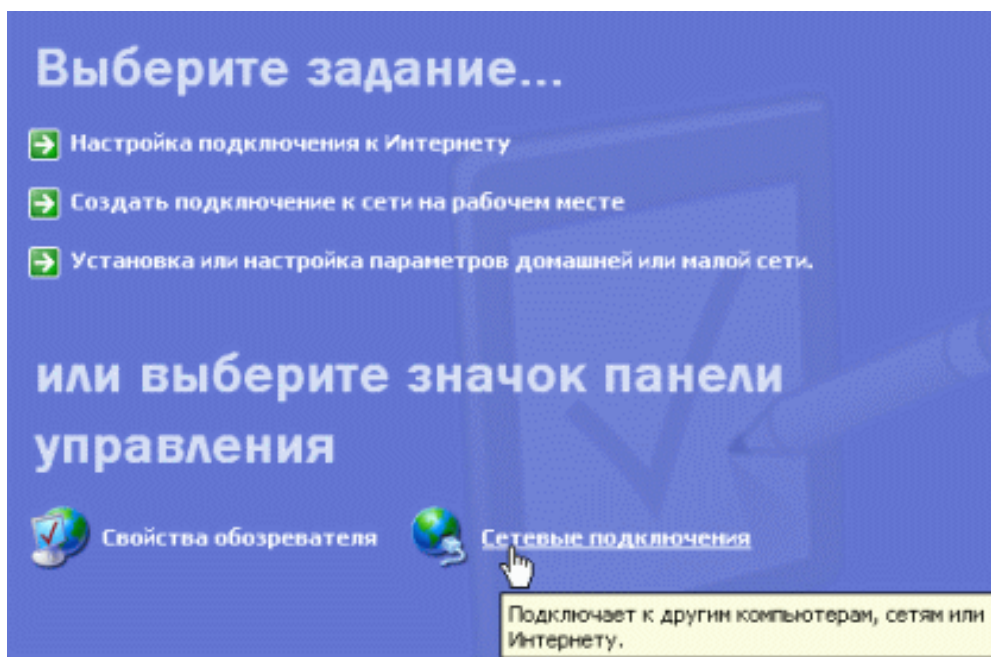 Выберите задание...
Настройка подключения к Интернету
Создать подключение к сети на рабочем месте
Установка или настройка параметров домашней или малой сети.
или выберите значок панели
управления
Свойства обозревателя
Сетевые подключения
Подключает к другим компьютерам, сетям или
Интернету.